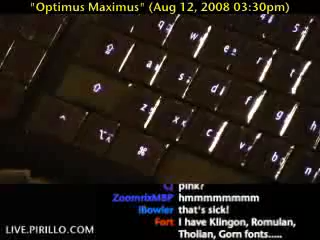 "Optimus Maximus" (Aug 12, 2008 03:30pm)
q w e r
a s d f
z x c v b n
⌥ ⌘
pink?
ZoomrixMBP hmmmmmmmm
iBowler that's sick!
Fort I have Klingon, Romulan,
Tholian, Gorn fonts.....
LIVE.PIRILLO.COM